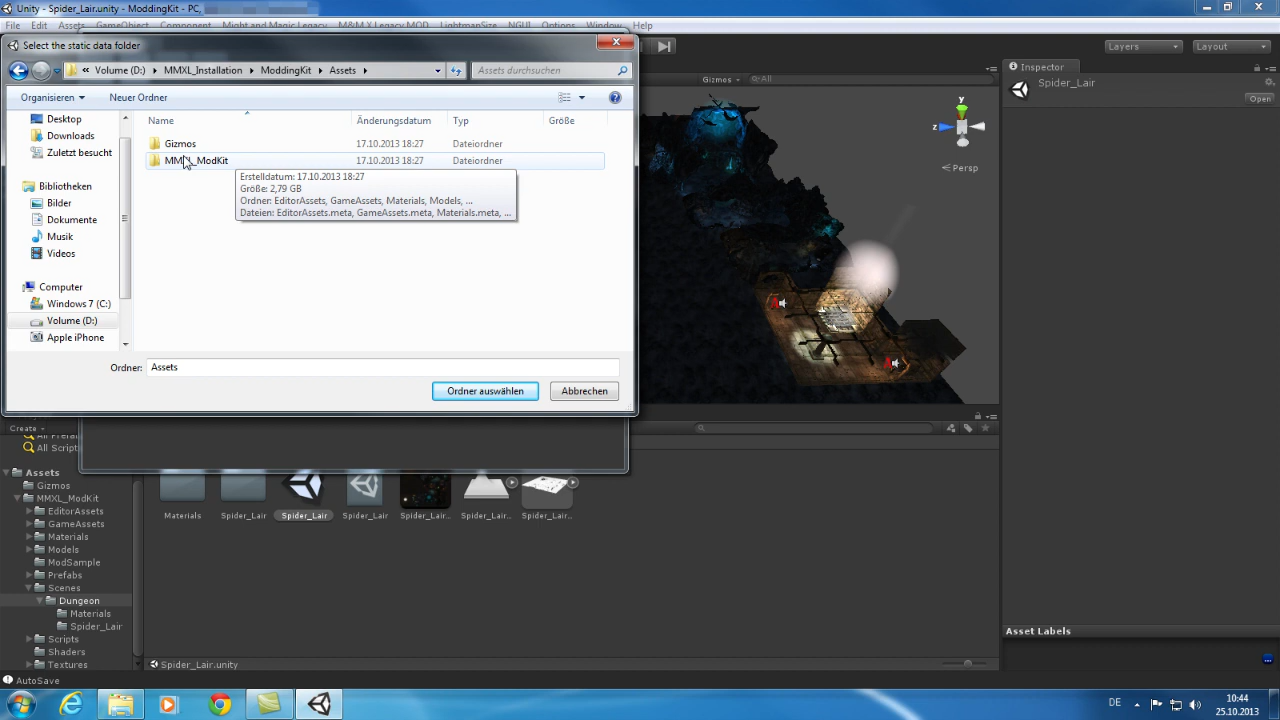 Unity - Spider_Lair.unity - ModdingKit - PC,
File Edit Assets GameObject Component Might and Magic Legacy M&M X Legacy MOD LightmapSize NGUI Options Window Help
Select the static data folder
Layers Layout
« Volume (D:) MMXL_Installation ModdingKit Assets Assets durchsuchen
Gizmos All
Inspector
Spider_Lair
Open
Organisieren Neuer Ordner
Name Änderungsdatum Typ Größe
Desktop
Downloads
Zuletzt besucht
Bibliotheken
Bilder
Dokumente
Musik
Videos
Computer
Windows 7 (C:)
Volume (D:)
Apple iPhone
Gizmos 17.10.2013 18:27 Dateiordner
MMXL_ModKit 17.10.2013 18:27 Dateiordner
Erstelldatum: 17.10.2013 18:27
Größe: 2,79 GB
Ordner: EditorAssets, GameAssets, Materials, Models, ...
Dateien: EditorAssets.meta, GameAssets.meta, Materials.meta, ...
y
z
Persp
Ordner: Assets
Ordner auswählen Abbrechen
Create
All Prefa
All Script
Assets
Gizmos
MMXL_ModKit
EditorAssets
GameAssets
Materials
Models
ModSample
Prefabs
Scenes
Dungeon
Materials
Spider_Lair
Scripts
Shaders
Textures
Materials Spider_Lair Spider_Lair Spider_Lair Spider_Lair.. Spider_Lair.. Spider_Lair..
Asset Labels
Spider_Lair.unity
AutoSave
DE
10:44
25.10.2013